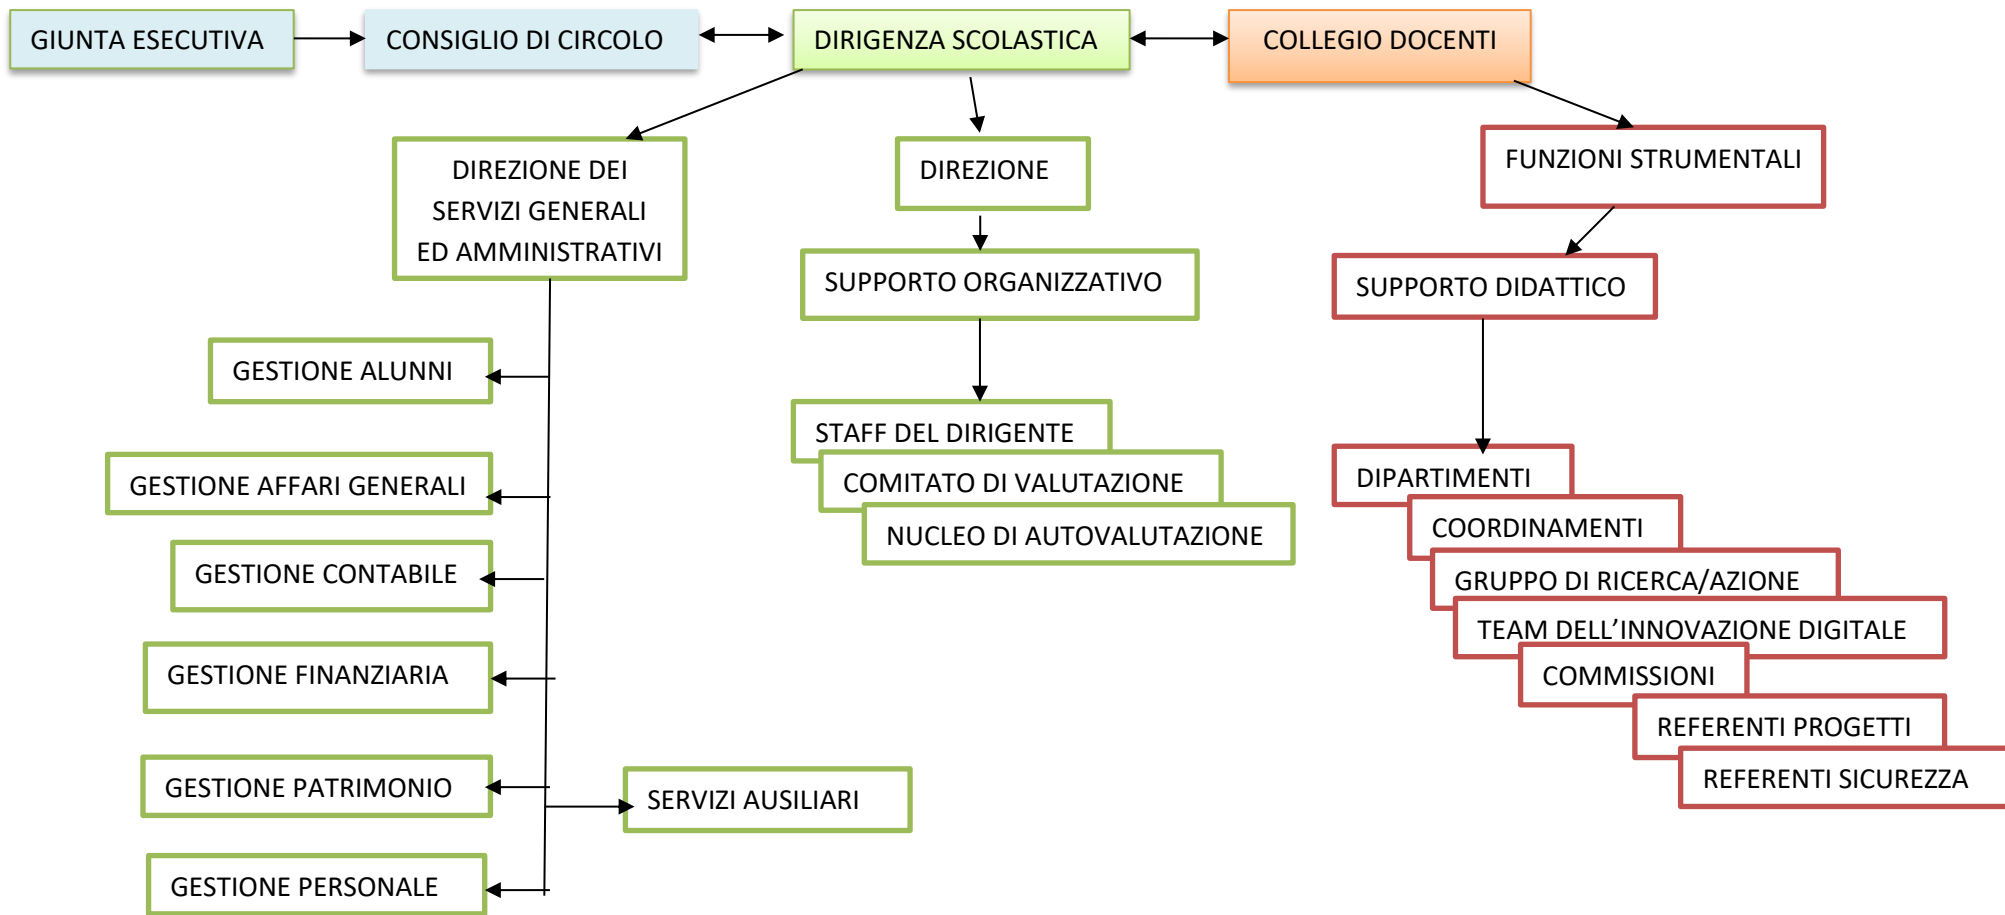 GIUNTA ESECUTIVA
CONSIGLIO DI CIRCOLO
DIRIGENZA SCOLASTICA
COLLEGIO DOCENTI
DIREZIONE DEI
SERVIZI GENERALI
ED AMMINISTRATIVI
DIREZIONE
FUNZIONI STRUMENTALI
SUPPORTO ORGANIZZATIVO
SUPPORTO DIDATTICO
GESTIONE ALUNNI
GESTIONE AFFARI GENERALI
GESTIONE CONTABILE
GESTIONE FINANZIARIA
GESTIONE PATRIMONIO
GESTIONE PERSONALE
SERVIZI AUSILIARI
STAFF DEL DIRIGENTE
COMITATO DI VALUTAZIONE
NUCLEO DI AUTOVALUTAZIONE
DIPARTIMENTI
COORDINAMENTI
GRUPPO DI RICERCA/AZIONE
TEAM DELL’INNOVAZIONE DIGITALE
COMMISSIONI
REFERENTI PROGETTI
REFERENTI SICUREZZA